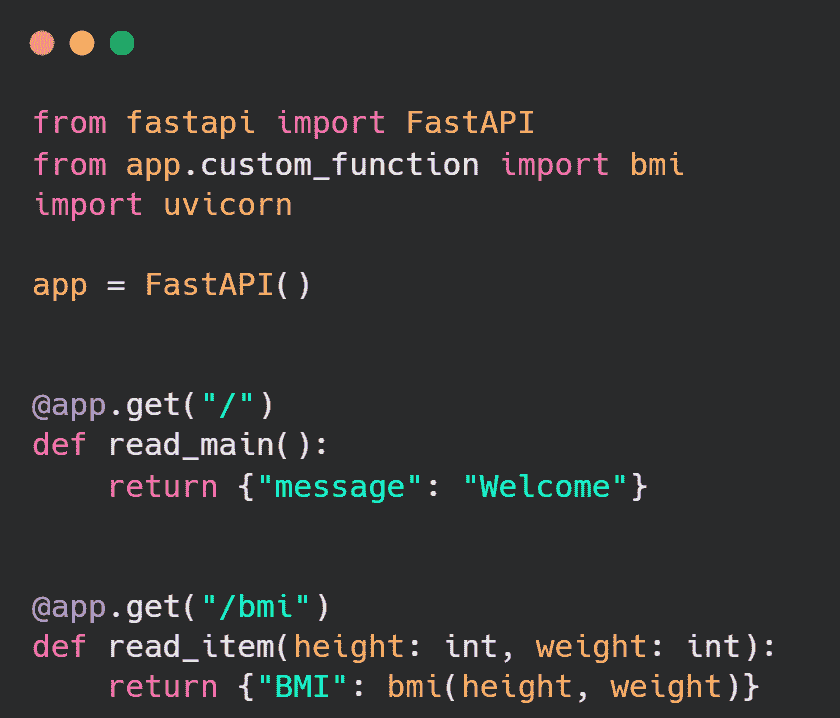 from fastapi import FastAPI
from app.custom_function import bmi
import uvicorn
app = FastAPI()
@app.get("/")
def read_main():
    return {"message": "Welcome"}
@app.get("/bmi")
def read_item(height: int, weight: int):
    return {"BMI": bmi(height, weight)}